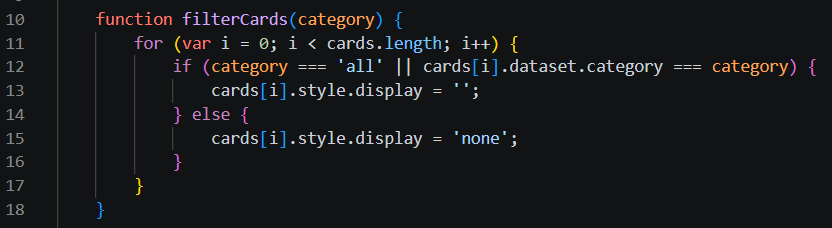 10 function filterCards(category) {
11 for (var i = 0; i < cards.length; i++) {
12 if (category === 'all' || cards[i].dataset.category === category) {
13 cards[i].style.display = '';
14 } else {
15 cards[i].style.display = 'none';
16 }
17 }
18 }